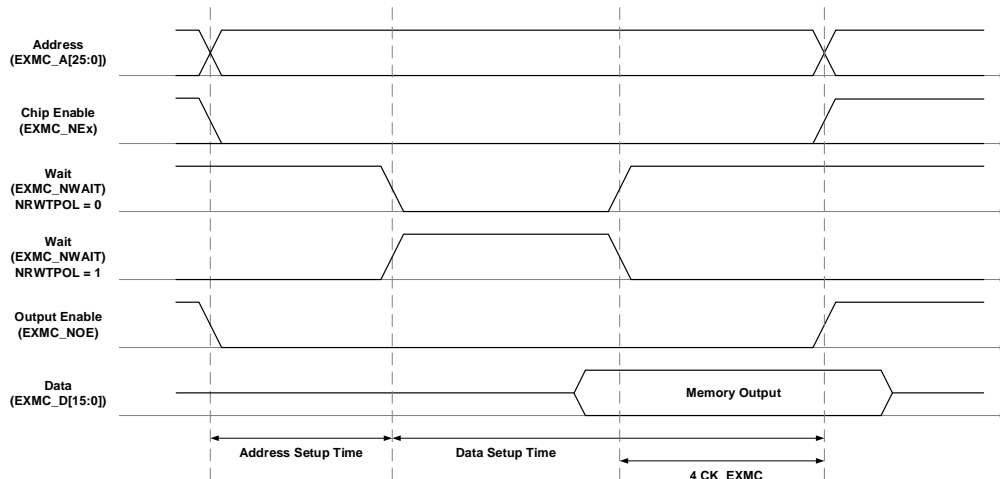 Address
(EXMC_A[25:0])
Chip Enable
(EXMC_NEx)
Wait
(EXMC_NWAIT)
NRWTPOL = 0
Wait
(EXMC_NWAIT)
NRWTPOL = 1
Output Enable
(EXMC_NOE)
Data
(EXMC_D[15:0])
Memory Output
Address Setup Time
Data Setup Time
4 CK_EXMC